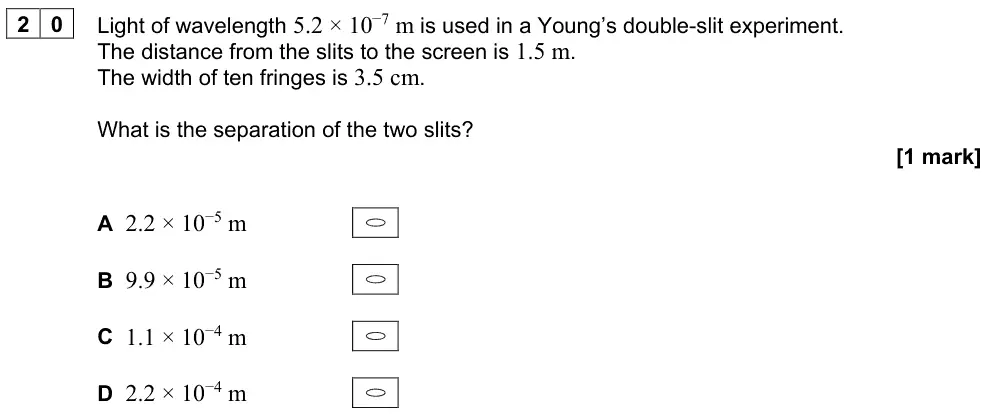 2 0 Light of wavelength 5.2 × 10⁻⁷ m is used in a Young’s double-slit experiment.
The distance from the slits to the screen is 1.5 m.
The width of ten fringes is 3.5 cm.
What is the separation of the two slits?
[1 mark]
A 2.2 × 10⁻⁵ m
B 9.9 × 10⁻⁵ m
C 1.1 × 10⁻⁴ m
D 2.2 × 10⁻⁴ m